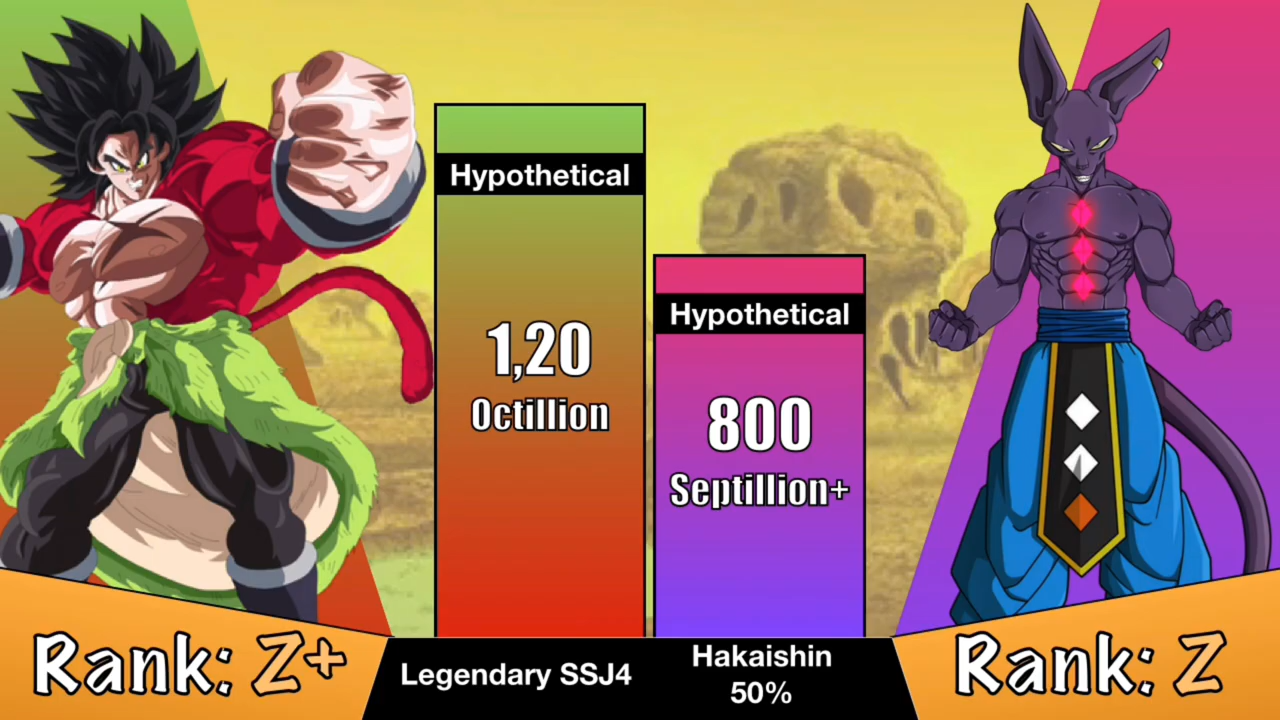 Hypothetical
1,20
Octillion
Hypothetical
800
Septillion+
Rank: Z+
Legendary SSJ4
Hakaishin
50%
Rank: Z